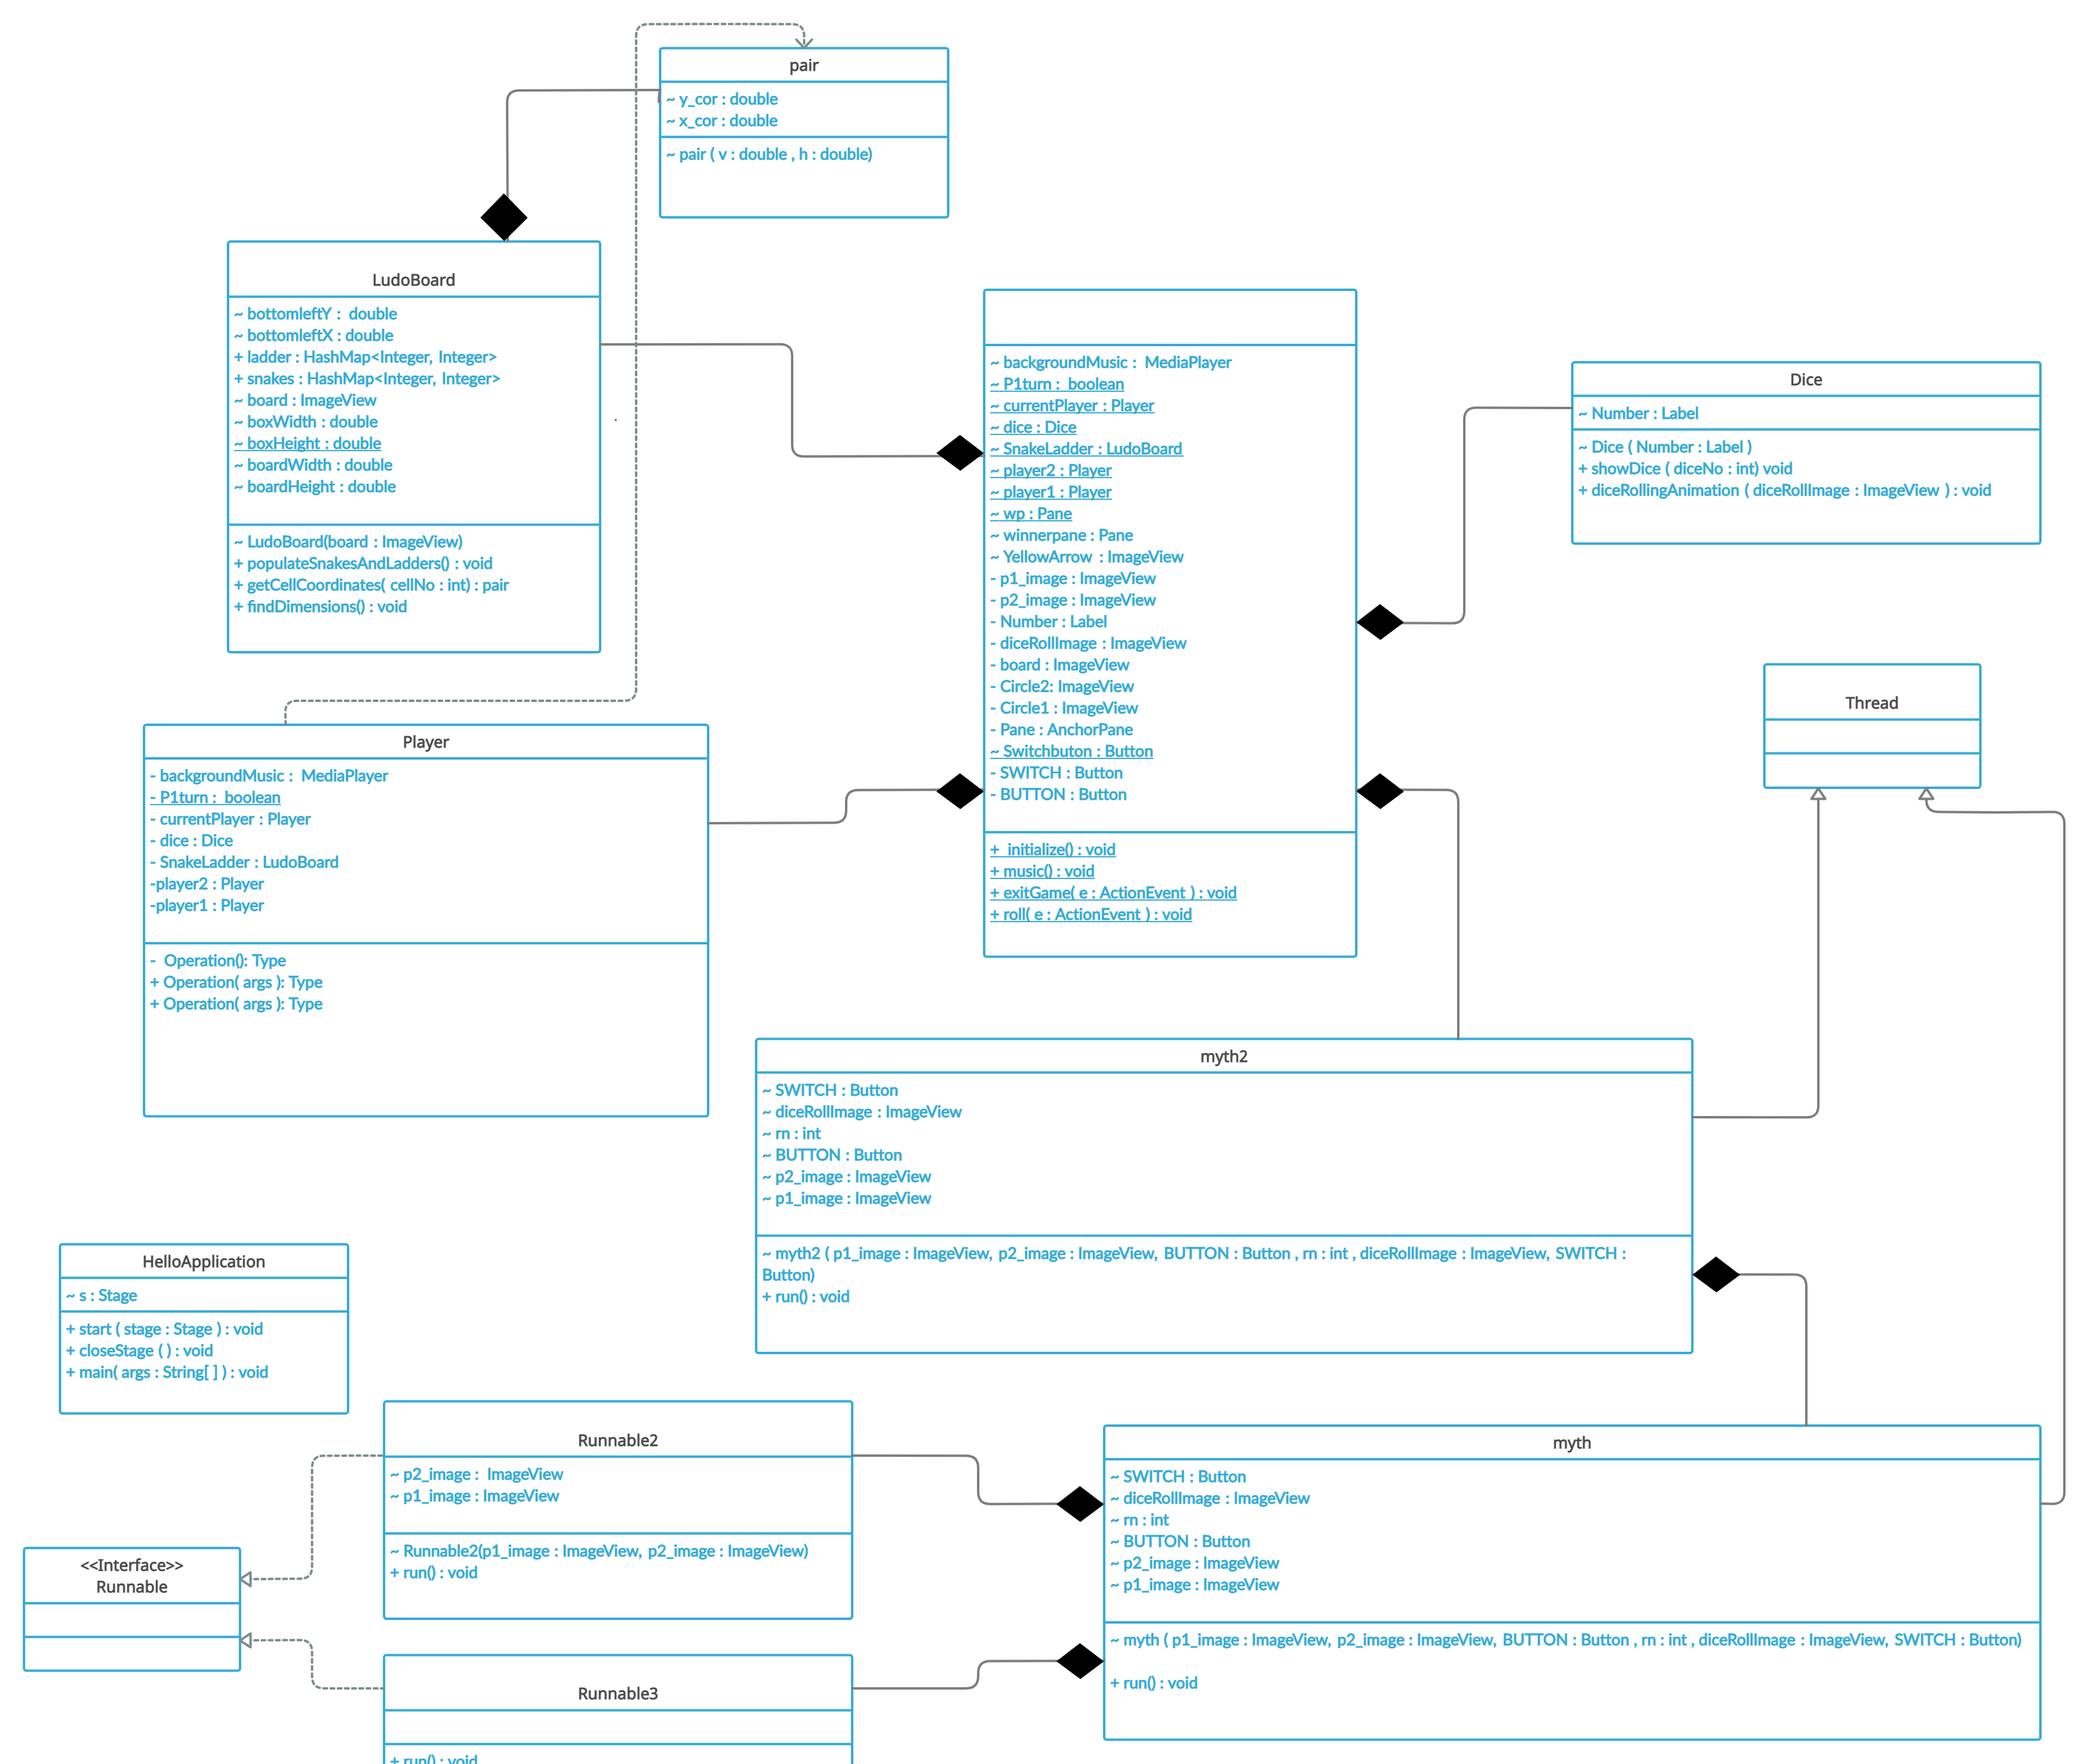 pair
~ y_cor : double
~ x_cor : double
~ pair ( v : double , h : double)
LudoBoard
~ bottomleftY :  double
~ bottomleftX : double
+ ladder : HashMap<Integer, Integer>
+ snakes : HashMap<Integer, Integer>
~ board : ImageView
~ boxWidth : double
~ boxHeight : double
~ boardWidth : double
~ boardHeight : double
~ LudoBoard(board : ImageView)
+ populateSnakesAndLadders() : void
+ getCellCoordinates( cellNo : int) : pair
+ findDimensions() : void
~ backgroundMusic :  MediaPlayer
~ P1turn :  boolean
~ currentPlayer : Player
~ dice : Dice
~ SnakeLadder : LudoBoard
~ player2 : Player
~ player1 : Player
~ wp : Pane
~ winnerpane : Pane
~ YellowArrow : ImageView
- p1_image : ImageView
- p2_image : ImageView
- Number : Label
- diceRollImage : ImageView
- board : ImageView
- Circle2: ImageView
- Circle1 : ImageView
- Pane : AnchorPane
~ Switchbuton : Button
- SWITCH : Button
- BUTTON : Button
+  initialize() : void
+ music() : void
+ exitGame( e : ActionEvent ) : void
+ roll( e : ActionEvent ) : void
Dice
~ Number : Label
~ Dice ( Number : Label )
+ showDice ( diceNo : int) void
+ diceRollingAnimation ( diceRollImage : ImageView ) : void
Thread
Player
- backgroundMusic :  MediaPlayer
- P1turn :  boolean
- currentPlayer : Player
- dice : Dice
- SnakeLadder : LudoBoard
-player2 : Player
-player1 : Player
-  Operation(): Type
+ Operation( args ): Type
+ Operation( args ): Type
myth2
~ SWITCH : Button
~ diceRollImage : ImageView
~ rn : int
~ BUTTON : Button
~ p2_image : ImageView
~ p1_image : ImageView
~ myth2 ( p1_image : ImageView, p2_image : ImageView, BUTTON : Button , rn : int , diceRollImage : ImageView, SWITCH :
Button)
+ run() : void
HelloApplication
~ s : Stage
+ start ( stage : Stage ) : void
+ closeStage ( ) : void
+ main( args : String[ ] ) : void
Runnable2
~ p2_image :  ImageView
~ p1_image : ImageView
~ Runnable2(p1_image : ImageView, p2_image : ImageView)
+ run() : void
myth
~ SWITCH : Button
~ diceRollImage : ImageView
~ rn : int
~ BUTTON : Button
~ p2_image : ImageView
~ p1_image : ImageView
~ myth ( p1_image : ImageView, p2_image : ImageView, BUTTON : Button , rn : int , diceRollImage : ImageView, SWITCH : Button)
+ run() : void
<<Interface>>
Runnable
Runnable3
+ run() : void